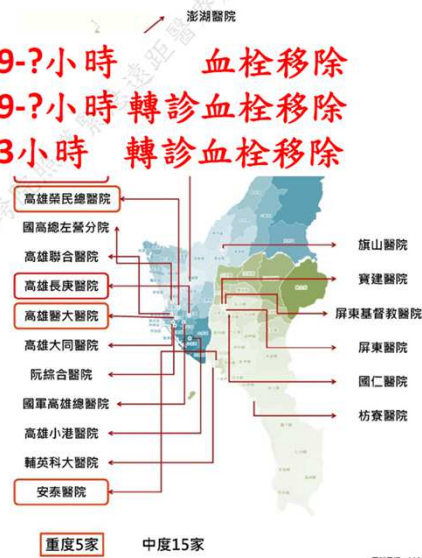 澎湖醫院
9-?小時 血栓移除
9-?小時 轉診血栓移除
3小時 轉診血栓移除
高雄榮民總醫院
國高總左營分院
高雄聯合醫院
高雄長庚醫院
高雄醫大醫院
高雄大同醫院
阮綜合醫院
國軍高雄總醫院
高雄小港醫院
輔英科大醫院
安泰醫院
旗山醫院
寶建醫院
屏東基督教醫院
屏東醫院
國仁醫院
枋寮醫院
重度5家 中度15家